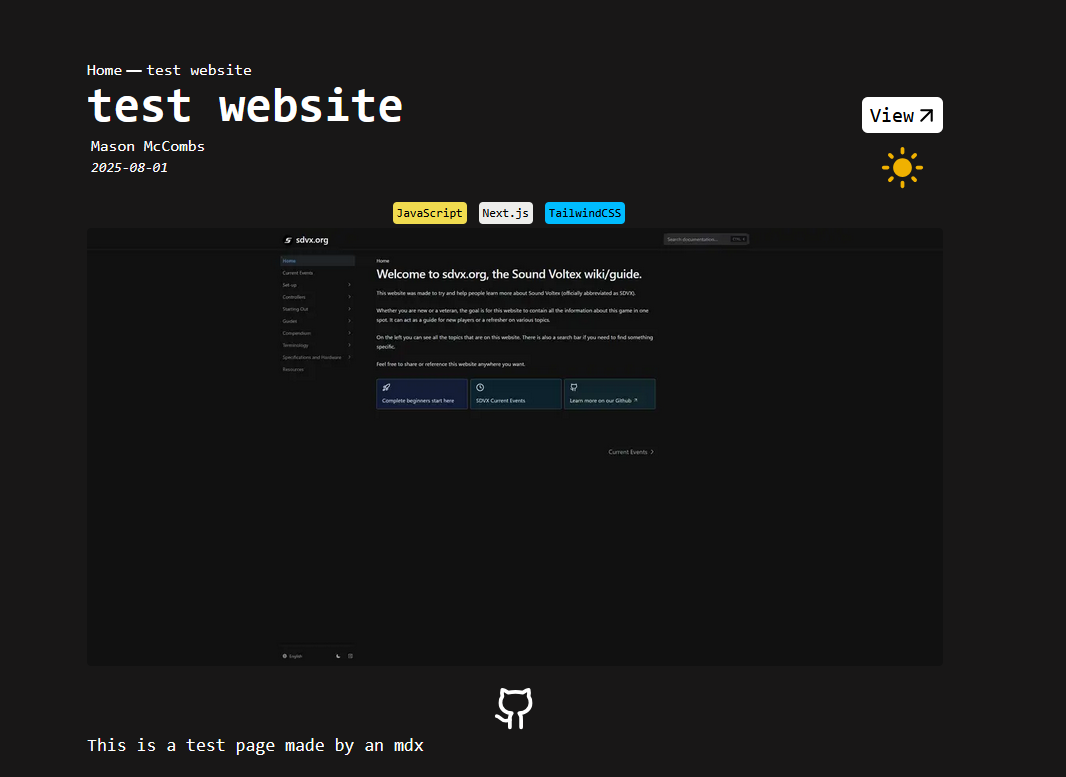 Home — test website
test website
View
Mason McCombs
2025-08-01
JavaScript Next.js TailwindCSS
sdvx.org
Search documentation... CTRL K
Home
Current Events
Set-up
Controllers
Starting Out
Guides
Compendium
Terminology
Specifications and Hardware
Resources
Home
Welcome to sdvx.org, the Sound Voltex wiki/guide.
This website was made to try and help people learn more about Sound Voltex (officially abbreviated as SDVX).
Whether you are new or a veteran, the goal is for this website to contain all the information about this game in one
spot. It can act as a guide for new players or a refresher on various topics.
On the left you can see all the topics that are on this website. There is also a search bar if you need to find something
specific.
Feel free to share or reference this website anywhere you want.
Complete beginners start here
SDVX Current Events
Learn more on our Github
Current Events
English
This is a test page made by an mdx